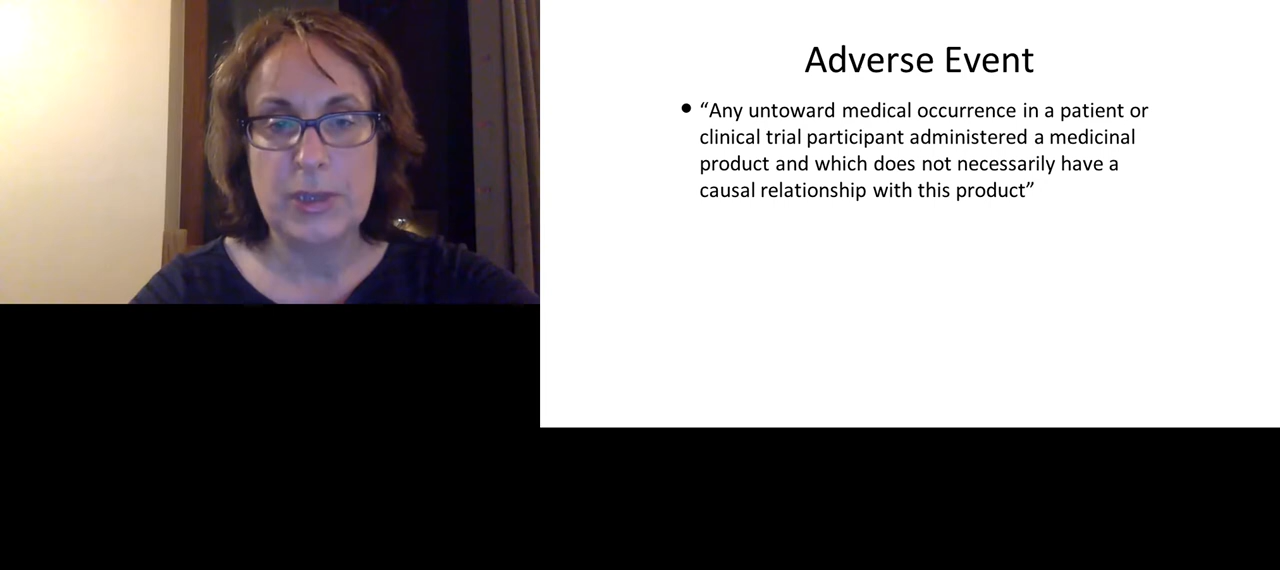 Adverse Event
• “Any untoward medical occurrence in a patient or
clinical trial participant administered a medicinal
product and which does not necessarily have a
causal relationship with this product”